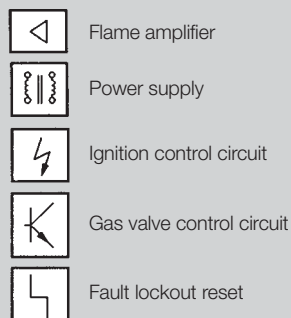 Flame amplifier
Power supply
Ignition control circuit
Gas valve control circuit
Fault lockout reset